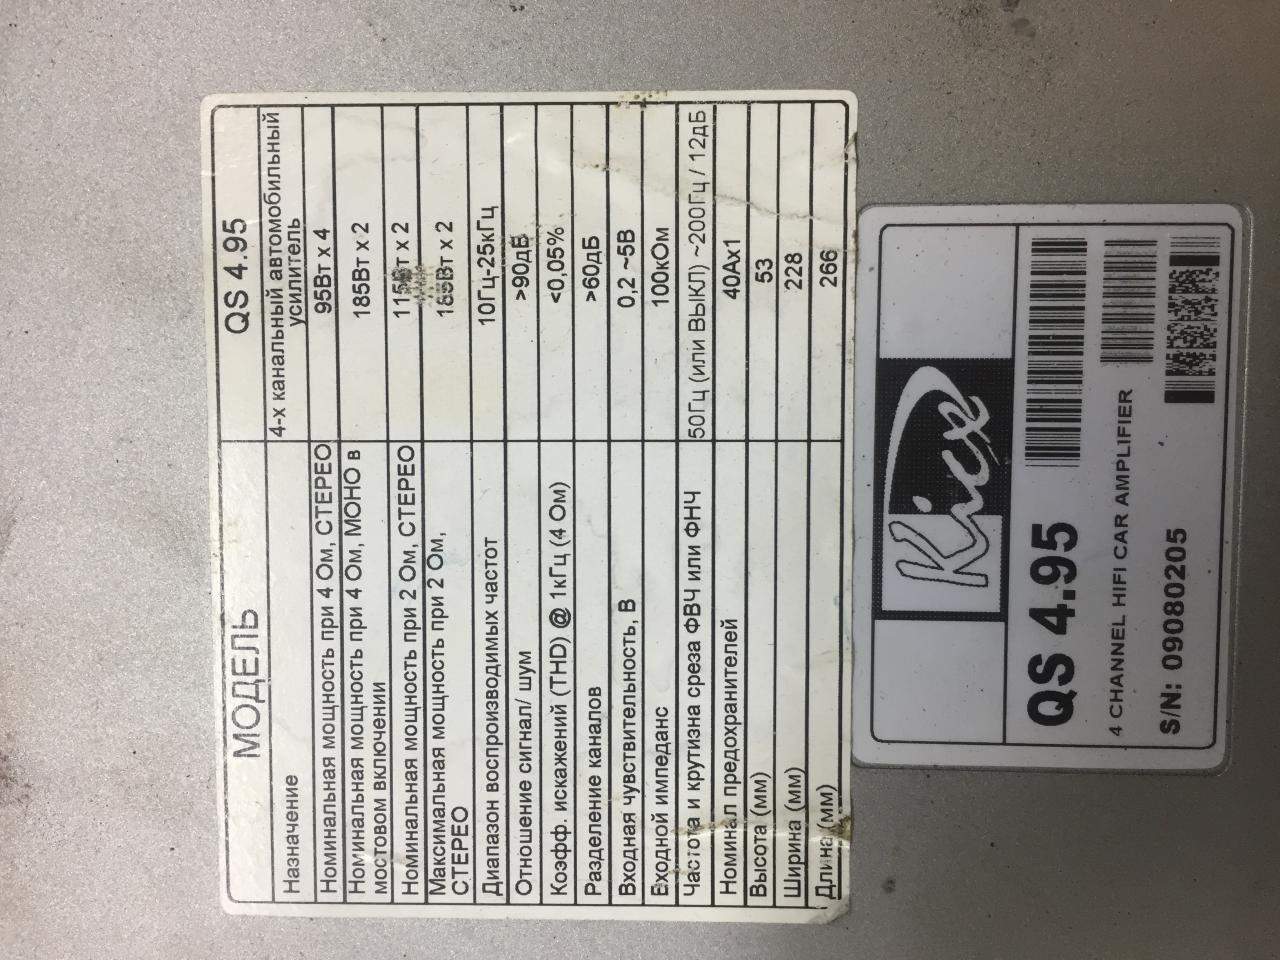 МОДЕЛЬ QS 4.95
Назначение 4-х канальный автомобильный
усилитель
Номинальная мощность при 4 Ом, СТЕРЕО 95Вт x 4
Номинальная мощность при 4 Ом, МОНО в 185Вт x 2
мостовом включении
Номинальная мощность при 2 Ом, СТЕРЕО 115Вт x 2
Максимальная мощность при 2 Ом, 185Вт x 2
СТЕРЕО
Диапазон воспроизводимых частот 10Гц-25кГц
Отношение сигнал/ шум >90дБ
Коэфф. искажений (THD) @ 1кГц (4 Ом) <0,05%
Разделение каналов >60дБ
Входная чувствительность, В 0,2 ~5В
Входной импеданс 100кОм
Частота и крутизна среза ФВЧ или ФНЧ 50Гц (или ВЫКЛ) ~200Гц / 12дБ
Номинал предохранителей 40Ах1
Высота (мм) 53
Ширина (мм) 228
Длина (мм) 266
Kicx
QS 4.95
4 CHANNEL HIFI CAR AMPLIFIER
S/N: 09080205